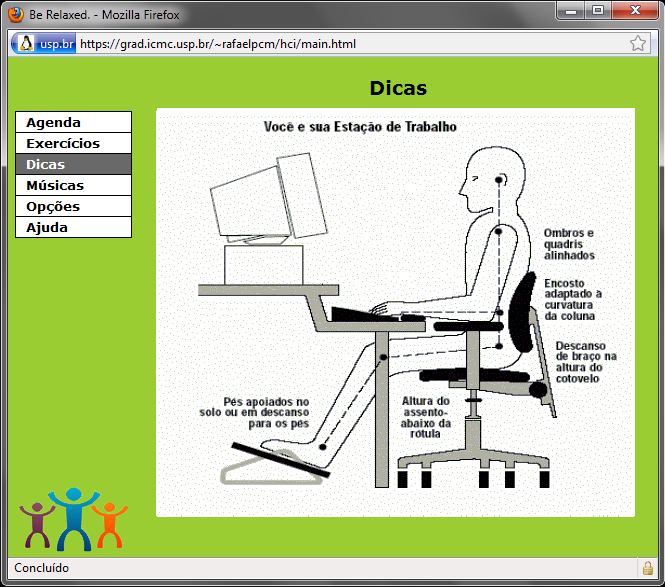 Be Relaxed. - Mozilla Firefox
usp.br https://grad.icmc.usp.br/~rafaelpcm/hci/main.html
Dicas
Agenda
Exercícios
Dicas
Músicas
Opções
Ajuda
Você e sua Estação de Trabalho
Ombros e
quadris
alinhados
Encosto
adaptado à
curvatura
da coluna
Descanso
de braço na
altura do
cotovelo
Pés apoiados no
solo ou em descanso
para os pés
Altura do
assento-
abaixo da
rótula
Concluído